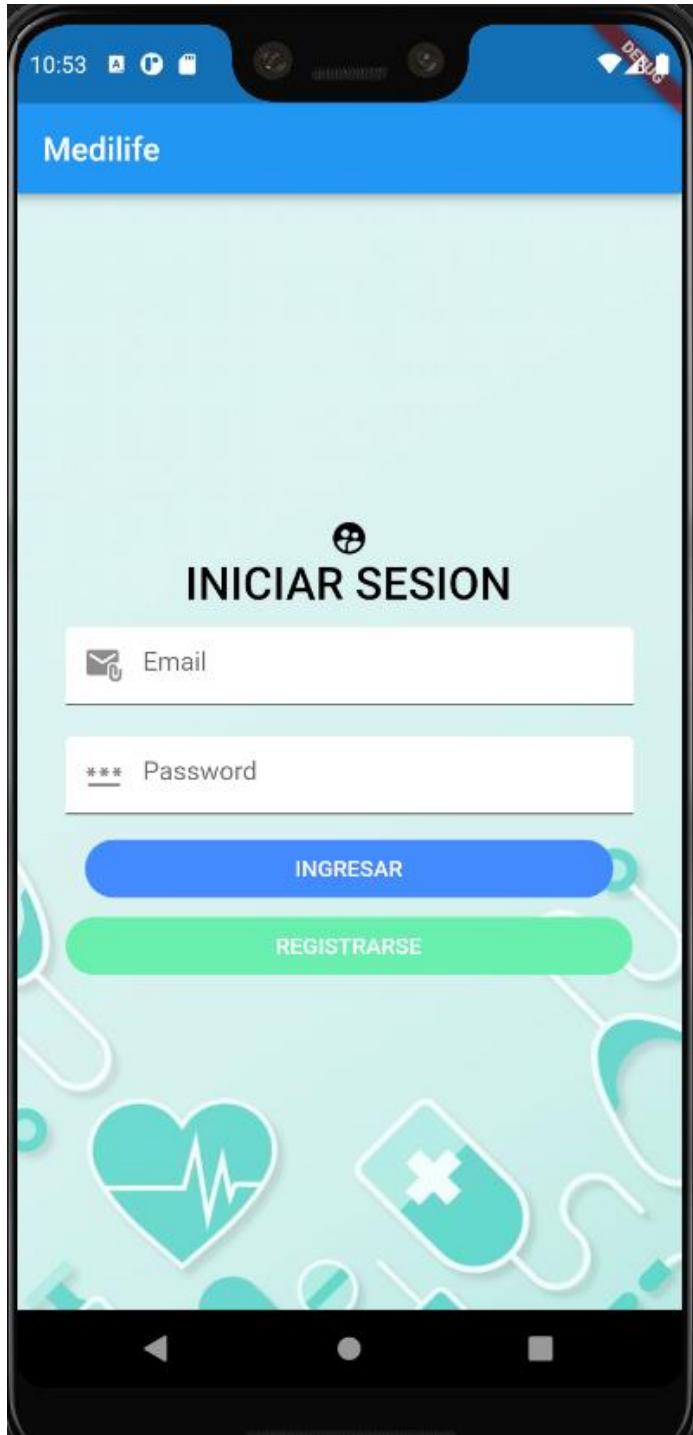 10:53
DEBUG
Medilife
INICIAR SESION
Email
*** Password
INGRESAR
REGISTRARSE